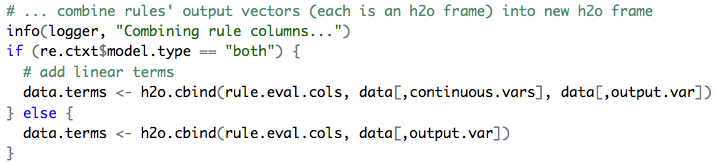 # ... combine rules' output vectors (each is an h2o frame) into new h2o frame
info(logger, "Combining rule columns...")
if (re.ctxt$model.type == "both") {
  # add linear terms
  data.terms <- h2o.cbind(rule.eval.cols, data[,continuous.vars], data[,output.var])
} else {
  data.terms <- h2o.cbind(rule.eval.cols, data[,output.var])
}